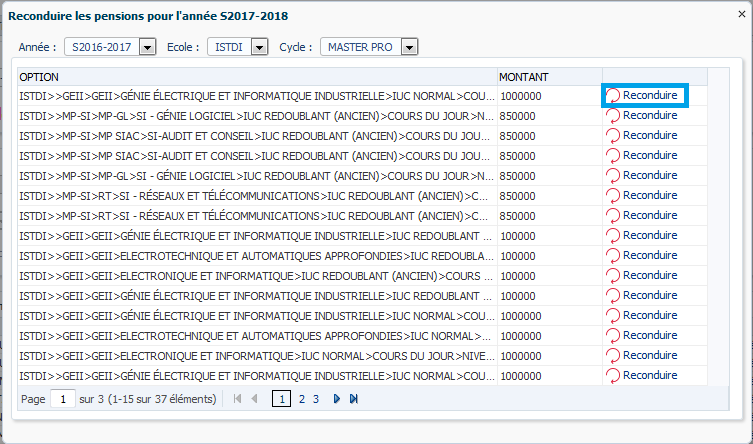 Reconduire les pensions pour l'année S2017-2018
Année : S2016-2017 Ecole : ISTDI Cycle : MASTER PRO
OPTION MONTANT
ISTDI>>GEII>GEII>GÉNIE ÉLECTRIQUE ET INFORMATIQUE INDUSTRIELLE>IUC NORMAL>COU... 1000000 Reconduire
ISTDI>>MP-SI>MP-GL>SI - GÉNIE LOGICIEL>IUC REDOUBLANT (ANCIEN)>COURS DU JOUR>N... 850000 Reconduire
ISTDI>>MP-SI>MP SIAC>SI-AUDIT ET CONSEIL>IUC REDOUBLANT (ANCIEN)>COURS DU JOU... 850000 Reconduire
ISTDI>>MP-SI>MP SIAC>SI-AUDIT ET CONSEIL>IUC REDOUBLANT (ANCIEN)>COURS DU JOU... 850000 Reconduire
ISTDI>>MP-SI>MP-GL>SI - GÉNIE LOGICIEL>IUC REDOUBLANT (ANCIEN)>COURS DU JOUR>N... 850000 Reconduire
ISTDI>>MP-SI>RT>SI - RÉSEAUX ET TÉLÉCOMMUNICATIONS>IUC REDOUBLANT (ANCIEN)>C... 850000 Reconduire
ISTDI>>MP-SI>RT>SI - RÉSEAUX ET TÉLÉCOMMUNICATIONS>IUC REDOUBLANT (ANCIEN)>C... 850000 Reconduire
ISTDI>>GEII>GEII>GÉNIE ÉLECTRIQUE ET INFORMATIQUE INDUSTRIELLE>IUC REDOUBLANT ... 1000000 Reconduire
ISTDI>>GEII>GEII>ELECTROTECHNIQUE ET AUTOMATIQUES APPROFONDIES>IUC REDOUBLA... 1000000 Reconduire
ISTDI>>GEII>GEII>ELECTRONIQUE ET INFORMATIQUE>IUC REDOUBLANT (ANCIEN)>COURS ... 1000000 Reconduire
ISTDI>>GEII>GEII>GÉNIE ÉLECTRIQUE ET INFORMATIQUE INDUSTRIELLE>IUC REDOUBLANT ... 1000000 Reconduire
ISTDI>>GEII>GEII>GÉNIE ÉLECTRIQUE ET INFORMATIQUE INDUSTRIELLE>IUC NORMAL>COU... 1000000 Reconduire
ISTDI>>GEII>GEII>ELECTROTECHNIQUE ET AUTOMATIQUES APPROFONDIES>IUC NORMAL>... 1000000 Reconduire
ISTDI>>GEII>GEII>ELECTRONIQUE ET INFORMATIQUE>IUC NORMAL>COURS DU JOUR>NIVE... 1000000 Reconduire
ISTDI>>GEII>GEII>GÉNIE ÉLECTRIQUE ET INFORMATIQUE INDUSTRIELLE>IUC NORMAL>COU... 1000000 Reconduire
Page 1 sur 3 (1-15 sur 37 éléments) 1 2 3